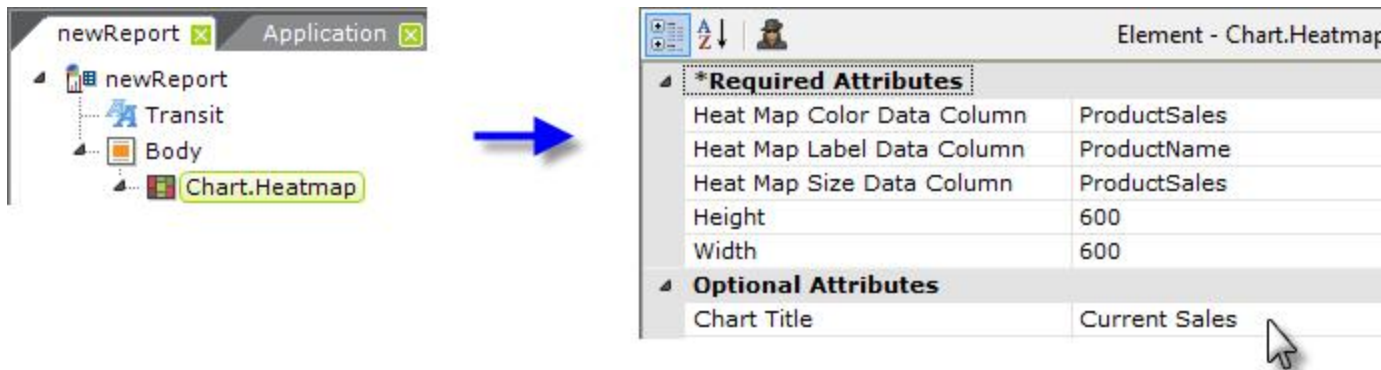 newReport Application
newReport
Transit
Body
Chart.Heatmap
Element - Chart.Heatmap
*Required Attributes
Heat Map Color Data Column ProductSales
Heat Map Label Data Column ProductName
Heat Map Size Data Column ProductSales
Height 600
Width 600
Optional Attributes
Chart Title Current Sales